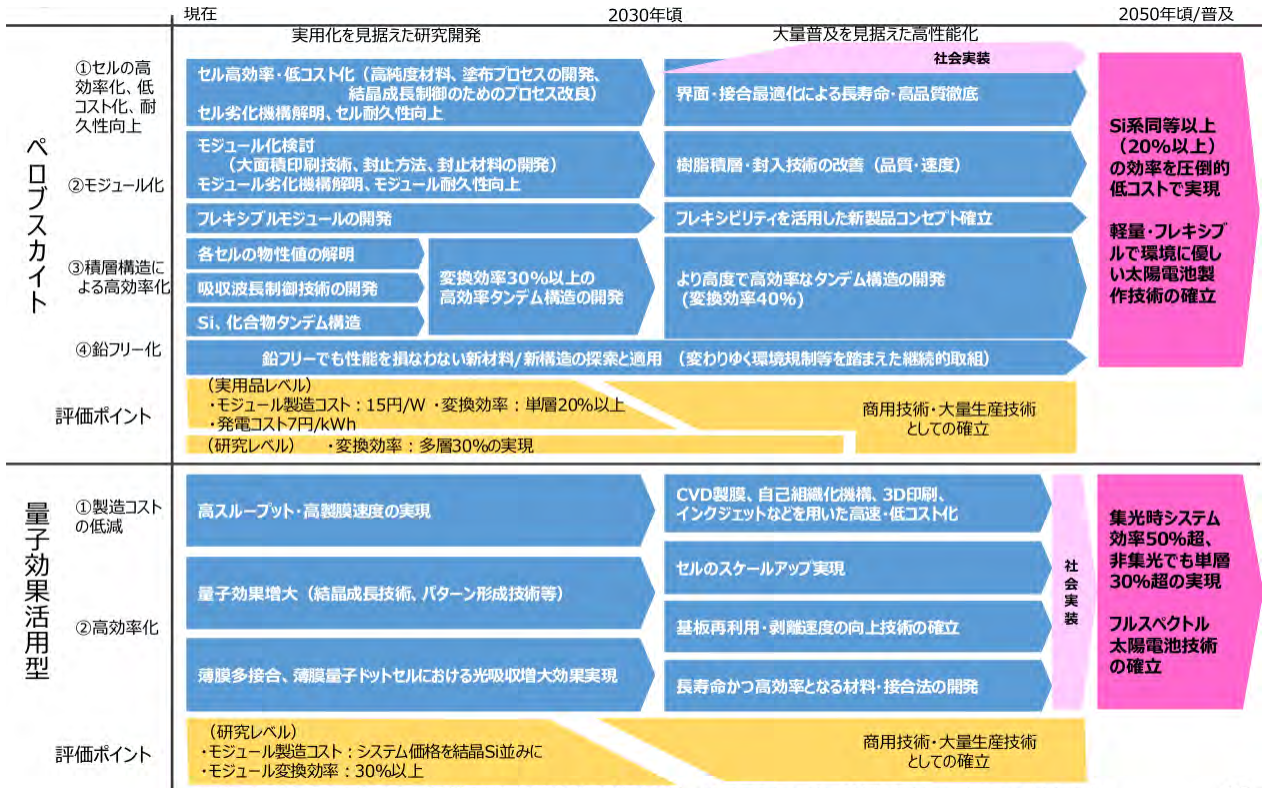 現在
2030年頃
2050年頃/普及
実用化を見据えた研究開発
大量普及を見据えた高性能化
社会実装
ペロブスカイト
①セルの高
効率化、低
コスト化、耐
久性向上
セル高効率・低コスト化（高純度材料、塗布プロセスの開発、
結晶成長制御のためのプロセス改良）
セル劣化機構解明、セル耐久性向上
界面・接合最適化による長寿命・高品質徹底
②モジュール化
モジュール化検討
（大面積印刷技術、封止方法、封止材料の開発）
モジュール劣化機構解明、モジュール耐久性向上
樹脂積層・封入技術の改善（品質・速度）
フレキシブルモジュールの開発
フレキシビリティを活用した新製品コンセプト確立
③積層構造に
よる高効率化
各セルの物性値の解明
吸収波長制御技術の開発
Si、化合物タンデム構造
変換効率30%以上の
高効率タンデム構造の開発
より高度で高効率なタンデム構造の開発
(変換効率40%)
④鉛フリー化
鉛フリーでも性能を損なわない新材料/新構造の探索と適用 （変わりゆく環境規制等を踏まえた継続的取組）
Si系同等以上
（20%以上）
の効率を圧倒的
低コストで実現
軽量・フレキシブ
ルで環境に優し
い太陽電池製
作技術の確立
評価ポイント
（実用品レベル）
・モジュール製造コスト：15円/W ・変換効率：単層20%以上
・発電コスト7円/kWh
（研究レベル） ・変換効率：多層30%の実現
商用技術・大量生産技術
としての確立
量子効果活用型
①製造コスト
の低減
高スループット・高製膜速度の実現
CVD製膜、自己組織化機構、3D印刷、
インクジェットなどを用いた高速・低コスト化
②高効率化
量子効果増大（結晶成長技術、パターン形成技術等）
セルのスケールアップ実現
基板再利用・剥離速度の向上技術の確立
薄膜多接合、薄膜量子ドットセルにおける光吸収増大効果実現
長寿命かつ高効率となる材料・接合法の開発
社会実装
集光時システム
効率50%超、
非集光でも単層
30%超の実現
フルスペクトル
太陽電池技術
の確立
評価ポイント
（研究レベル）
・モジュール製造コスト：システム価格を結晶Si並みに
・モジュール変換効率：30%以上
商用技術・大量生産技術
としての確立